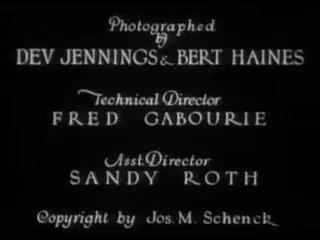 Photographed
by
DEV JENNINGS & BERT HAINES
Technical Director
FRED GABOURIE
Asst. Director
SANDY ROTH
Copyright by Jos. M. Schenck